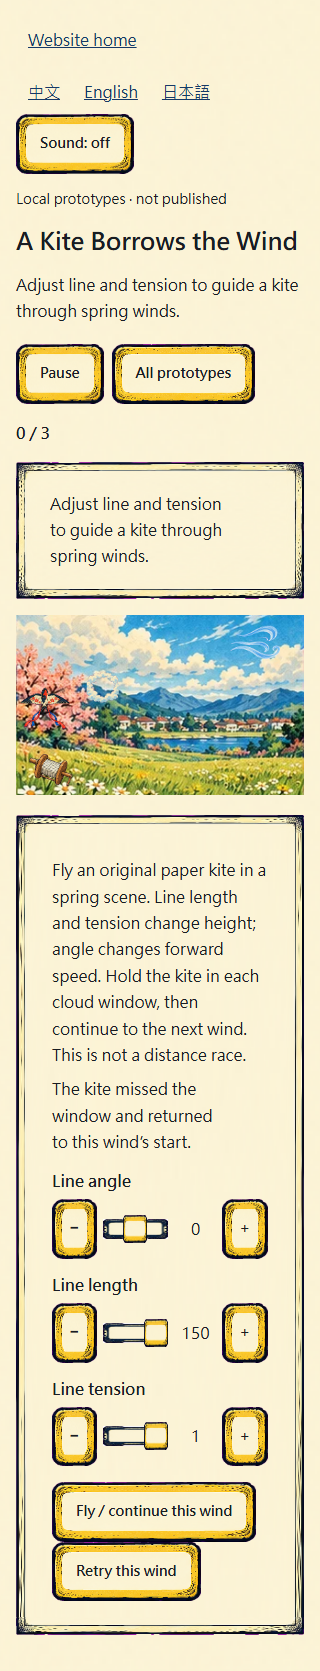 Website home
中文 English 日本語
Sound: off
Local prototypes · not published
A Kite Borrows the Wind
Adjust line and tension to guide a kite
through spring winds.
Pause All prototypes
0 / 3
Adjust line and tension
to guide a kite through
spring winds.
Fly an original paper kite in a
spring scene. Line length
and tension change height;
angle changes forward
speed. Hold the kite in each
cloud window, then
continue to the next wind.
This is not a distance race.
The kite missed the
window and returned
to this wind’s start.
Line angle
− 0 +
Line length
− 150 +
Line tension
− 1 +
Fly / continue this wind
Retry this wind